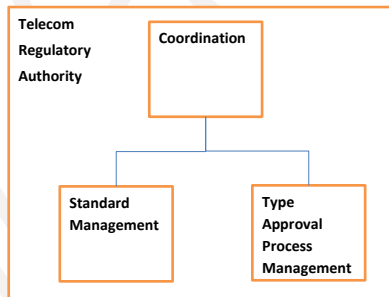 Telecom
Regulatory
Authority
Coordination
Standard
Management
Type
Approval
Process
Management